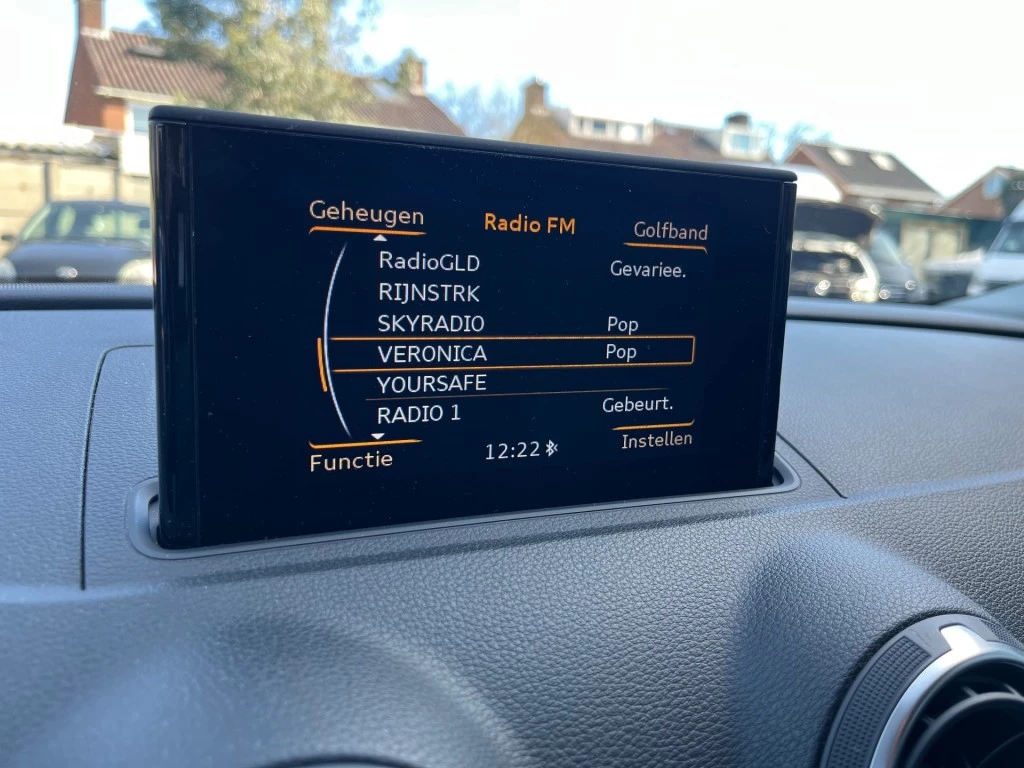 Geheugen Radio FM Golfband
RadioGLD Gevariee.
RIJNSTRK
SKYRADIO Pop
VERONICA Pop
YOURSAFE
RADIO 1 Gebeurt.
Functie 12:22 Instellen